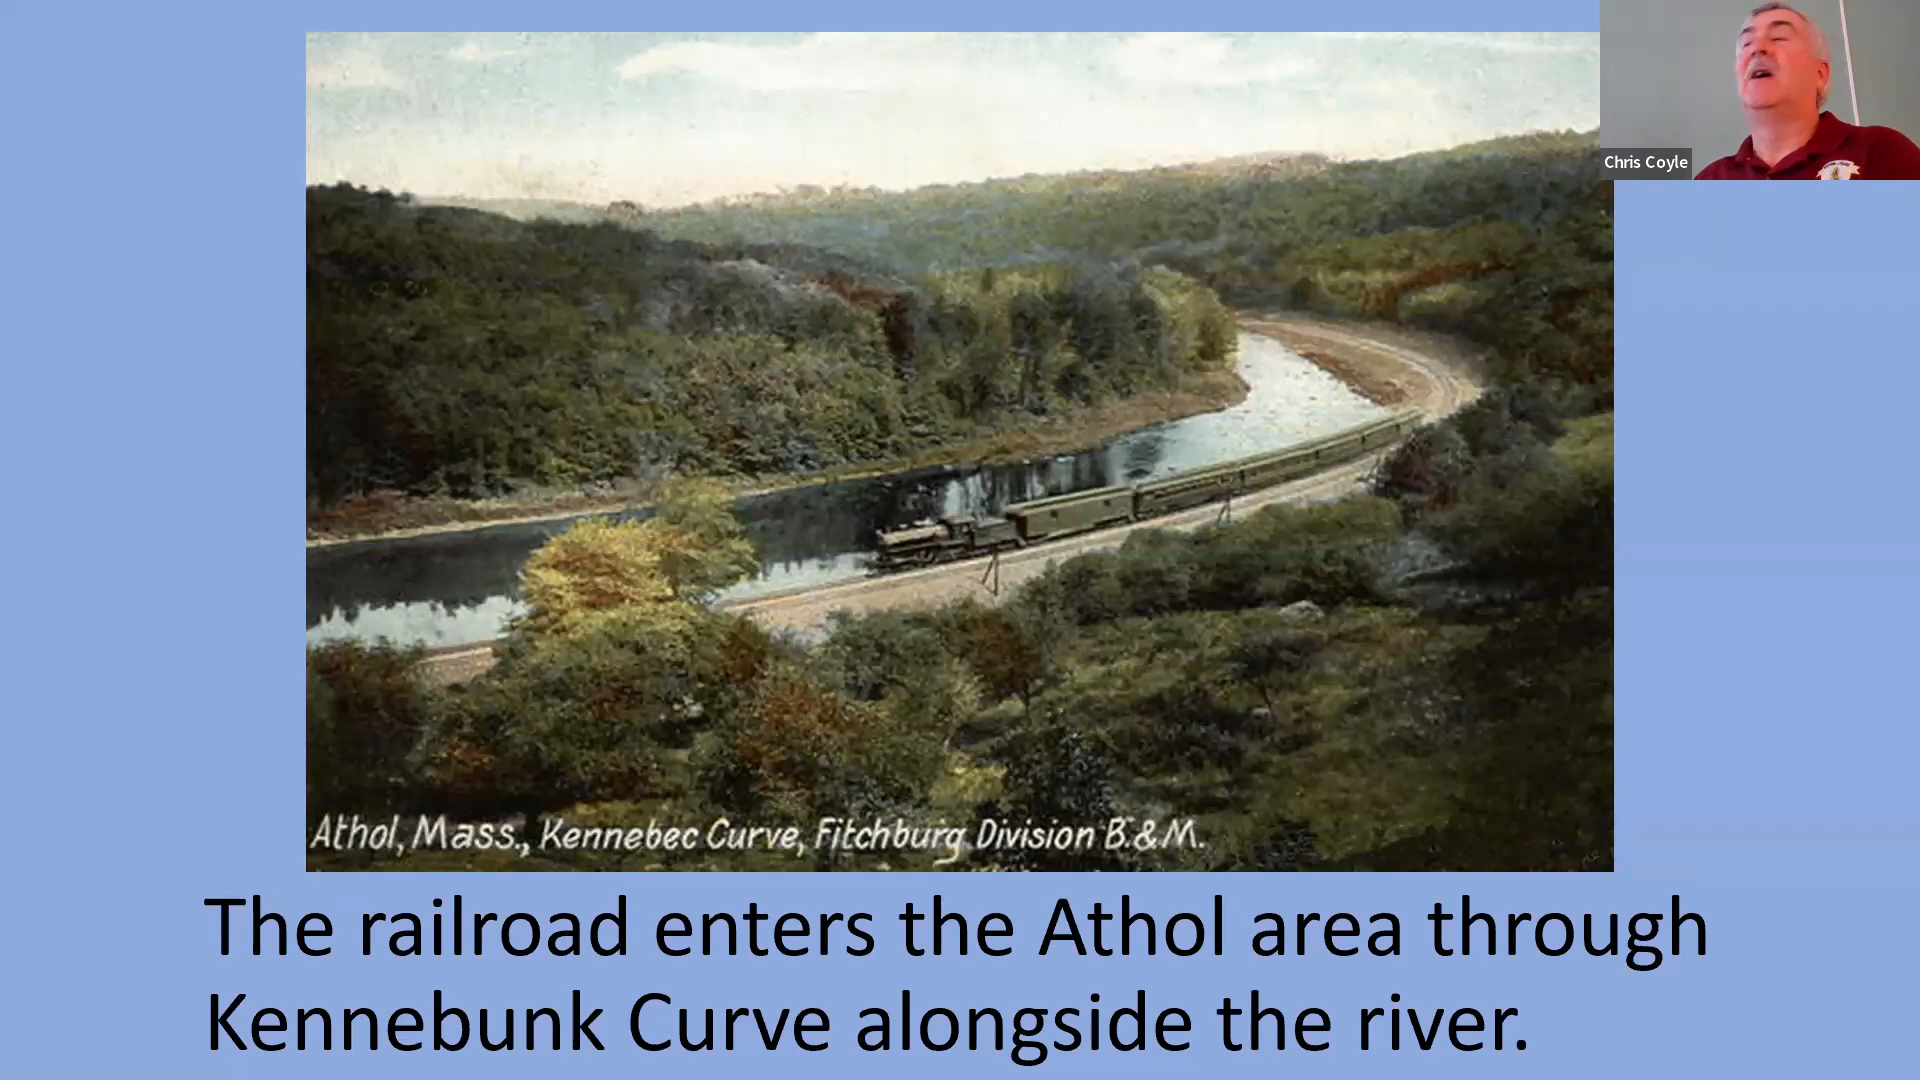 Chris Coyle
Athol, Mass., Kennebec Curve, Fitchburg Division B.&M.
The railroad enters the Athol area through
Kennebunk Curve alongside the river.